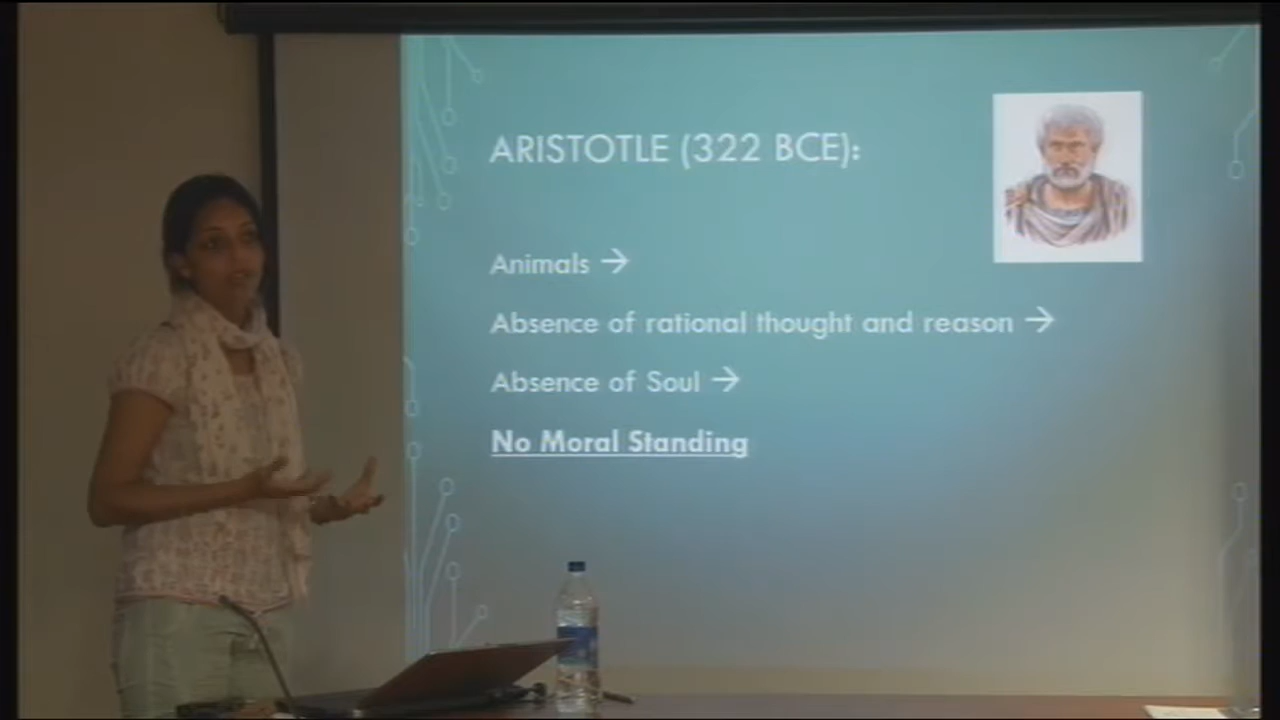 ARISTOTLE (322 BCE):
Animals →
Absence of rational thought and reason →
Absence of Soul →
No Moral Standing